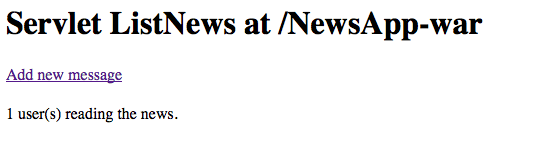 Servlet ListNews at /NewsApp-war
Add new message
1 user(s) reading the news.